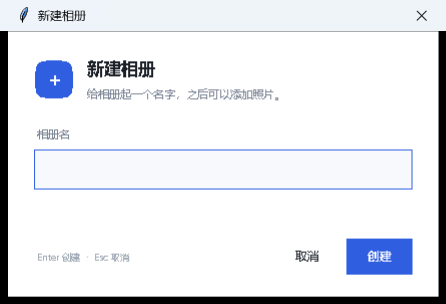 新建相册
新建相册
给相册起一个名字，之后可以添加照片。
相册名
Enter 创建 · Esc 取消
取消
创建